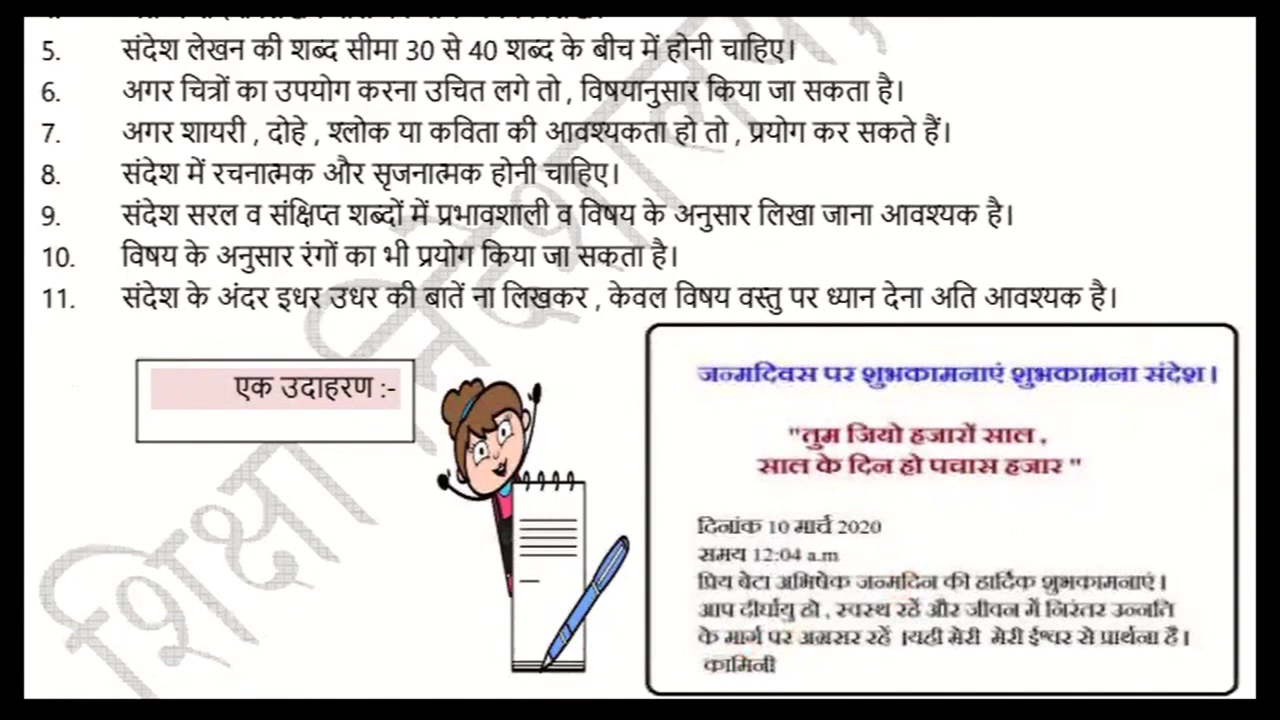 5. संदेश लेखन की शब्द सीमा 30 से 40 शब्द के बीच में होनी चाहिए।
6. अगर चित्रों का उपयोग करना उचित लगे तो , विषयानुसार किया जा सकता है।
7. अगर शायरी , दोहे , श्लोक या कविता की आवश्यकता हो तो , प्रयोग कर सकते हैं।
8. संदेश में रचनात्मक और सृजनात्मक होनी चाहिए।
9. संदेश सरल व संक्षिप्त शब्दों में प्रभावशाली व विषय के अनुसार लिखा जाना आवश्यक है।
10. विषय के अनुसार रंगों का भी प्रयोग किया जा सकता है।
11. संदेश के अंदर इधर उधर की बातें ना लिखकर , केवल विषय वस्तु पर ध्यान देना अति आवश्यक है।
एक उदाहरण :-
जन्मदिवस पर शुभकामनाएं शुभकामना संदेश।
"तुम जियो हजारों साल ,
साल के दिन हो पचास हजार "
दिनांक 10 मार्च 2020
समय 12:04 a.m
प्रिय बेटा अभिषेक जन्मदिन की हार्दिक शुभकामनाएं।
आप दीर्घायु हो , स्वस्थ रहें और जीवन में निरंतर उन्नति
के मार्ग पर अग्रसर रहें ।यही मेरी मेरी ईश्वर से प्रार्थना है।
कामिनी
शिक्षा निदेशालय,